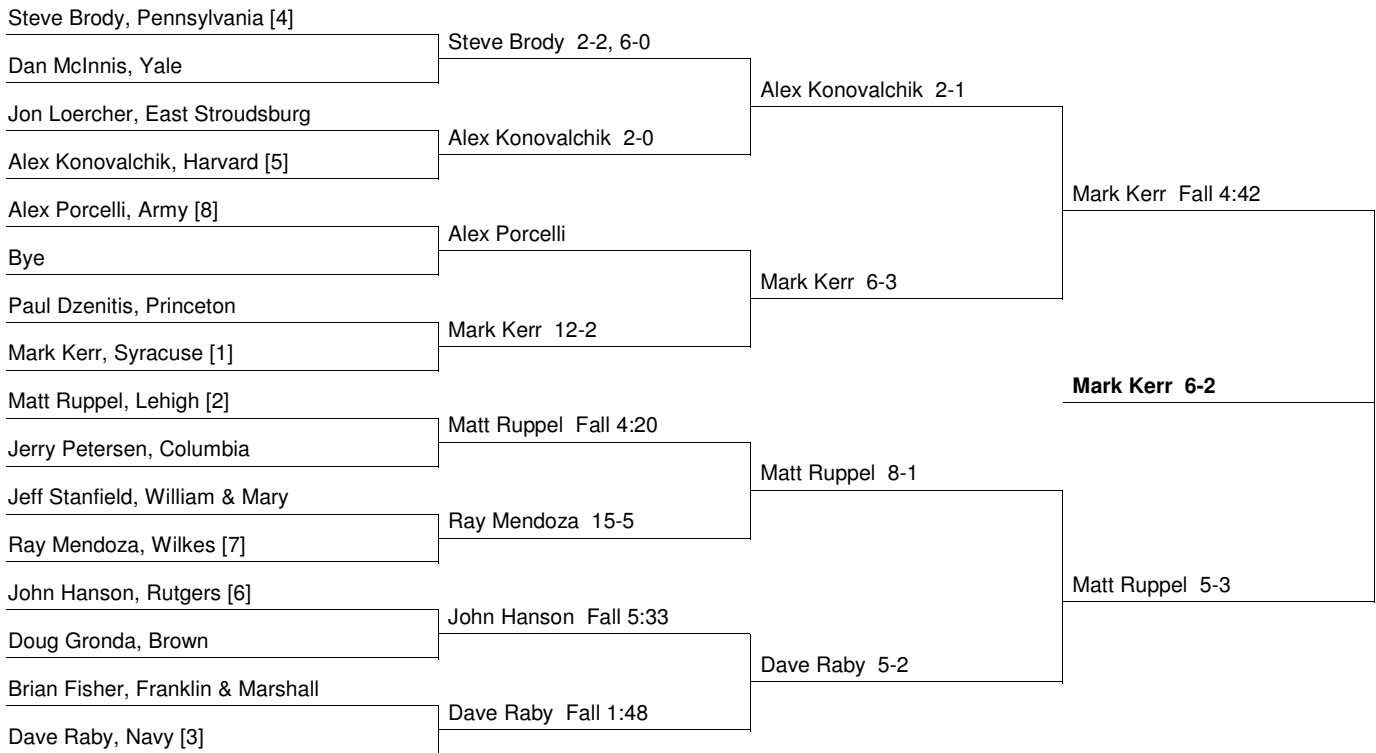 Steve Brody, Pennsylvania [4]
Dan McInnis, Yale
Jon Loercher, East Stroudsburg
Alex Konovalchik, Harvard [5]
Alex Porcelli, Army [8]
Bye
Paul Dzenitis, Princeton
Mark Kerr, Syracuse [1]
Matt Ruppel, Lehigh [2]
Jerry Petersen, Columbia
Jeff Stanfield, William & Mary
Ray Mendoza, Wilkes [7]
John Hanson, Rutgers [6]
Doug Gronda, Brown
Brian Fisher, Franklin & Marshall
Dave Raby, Navy [3]
Steve Brody 2-2, 6-0
Alex Konovalchik 2-0
Alex Porcelli
Mark Kerr 12-2
Matt Ruppel Fall 4:20
Ray Mendoza 15-5
John Hanson Fall 5:33
Dave Raby Fall 1:48
Alex Konovalchik 2-1
Mark Kerr 6-3
Matt Ruppel 8-1
Dave Raby 5-2
Mark Kerr Fall 4:42
Matt Ruppel 5-3
Mark Kerr 6-2